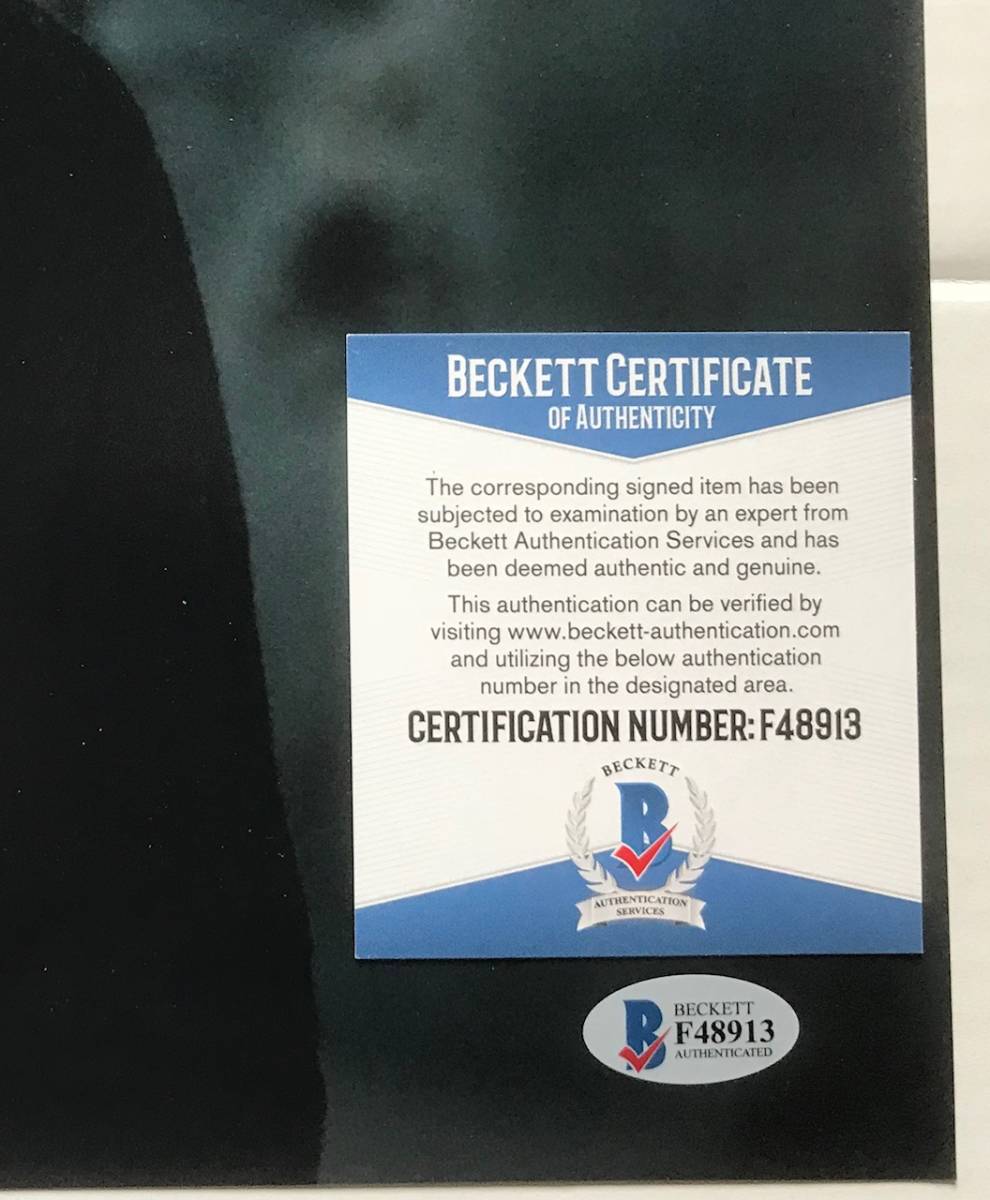 BECKETT CERTIFICATE
OF AUTHENTICITY
The corresponding signed item has been
subjected to examination by an expert from
Beckett Authentication Services and has
been deemed authentic and genuine.
This authentication can be verified by
visiting www.beckett-authentication.com
and utilizing the below authentication
number in the designated area.
CERTIFICATION NUMBER: F48913
BECKETT
B
AUTHENTICATION
SERVICES
B
BECKETT
F48913
AUTHENTICATED